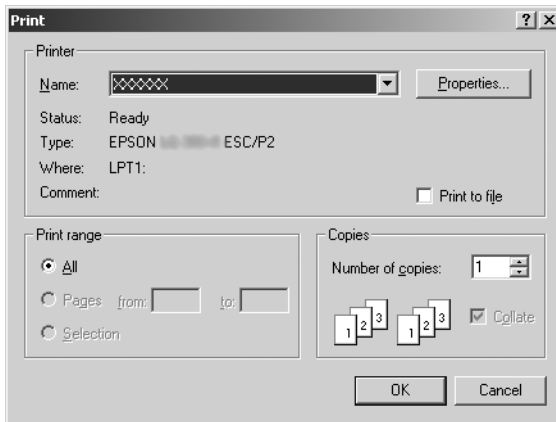 Print
Printer
Name: XXXXXX Properties...
Status: Ready
Type: EPSON ESC/P2
Where: LPT1:
Comment: Print to file
Print range
All
Pages from: to:
Selection
Copies
Number of copies: 1
1 2 3 1 2 3
Collate
OK Cancel